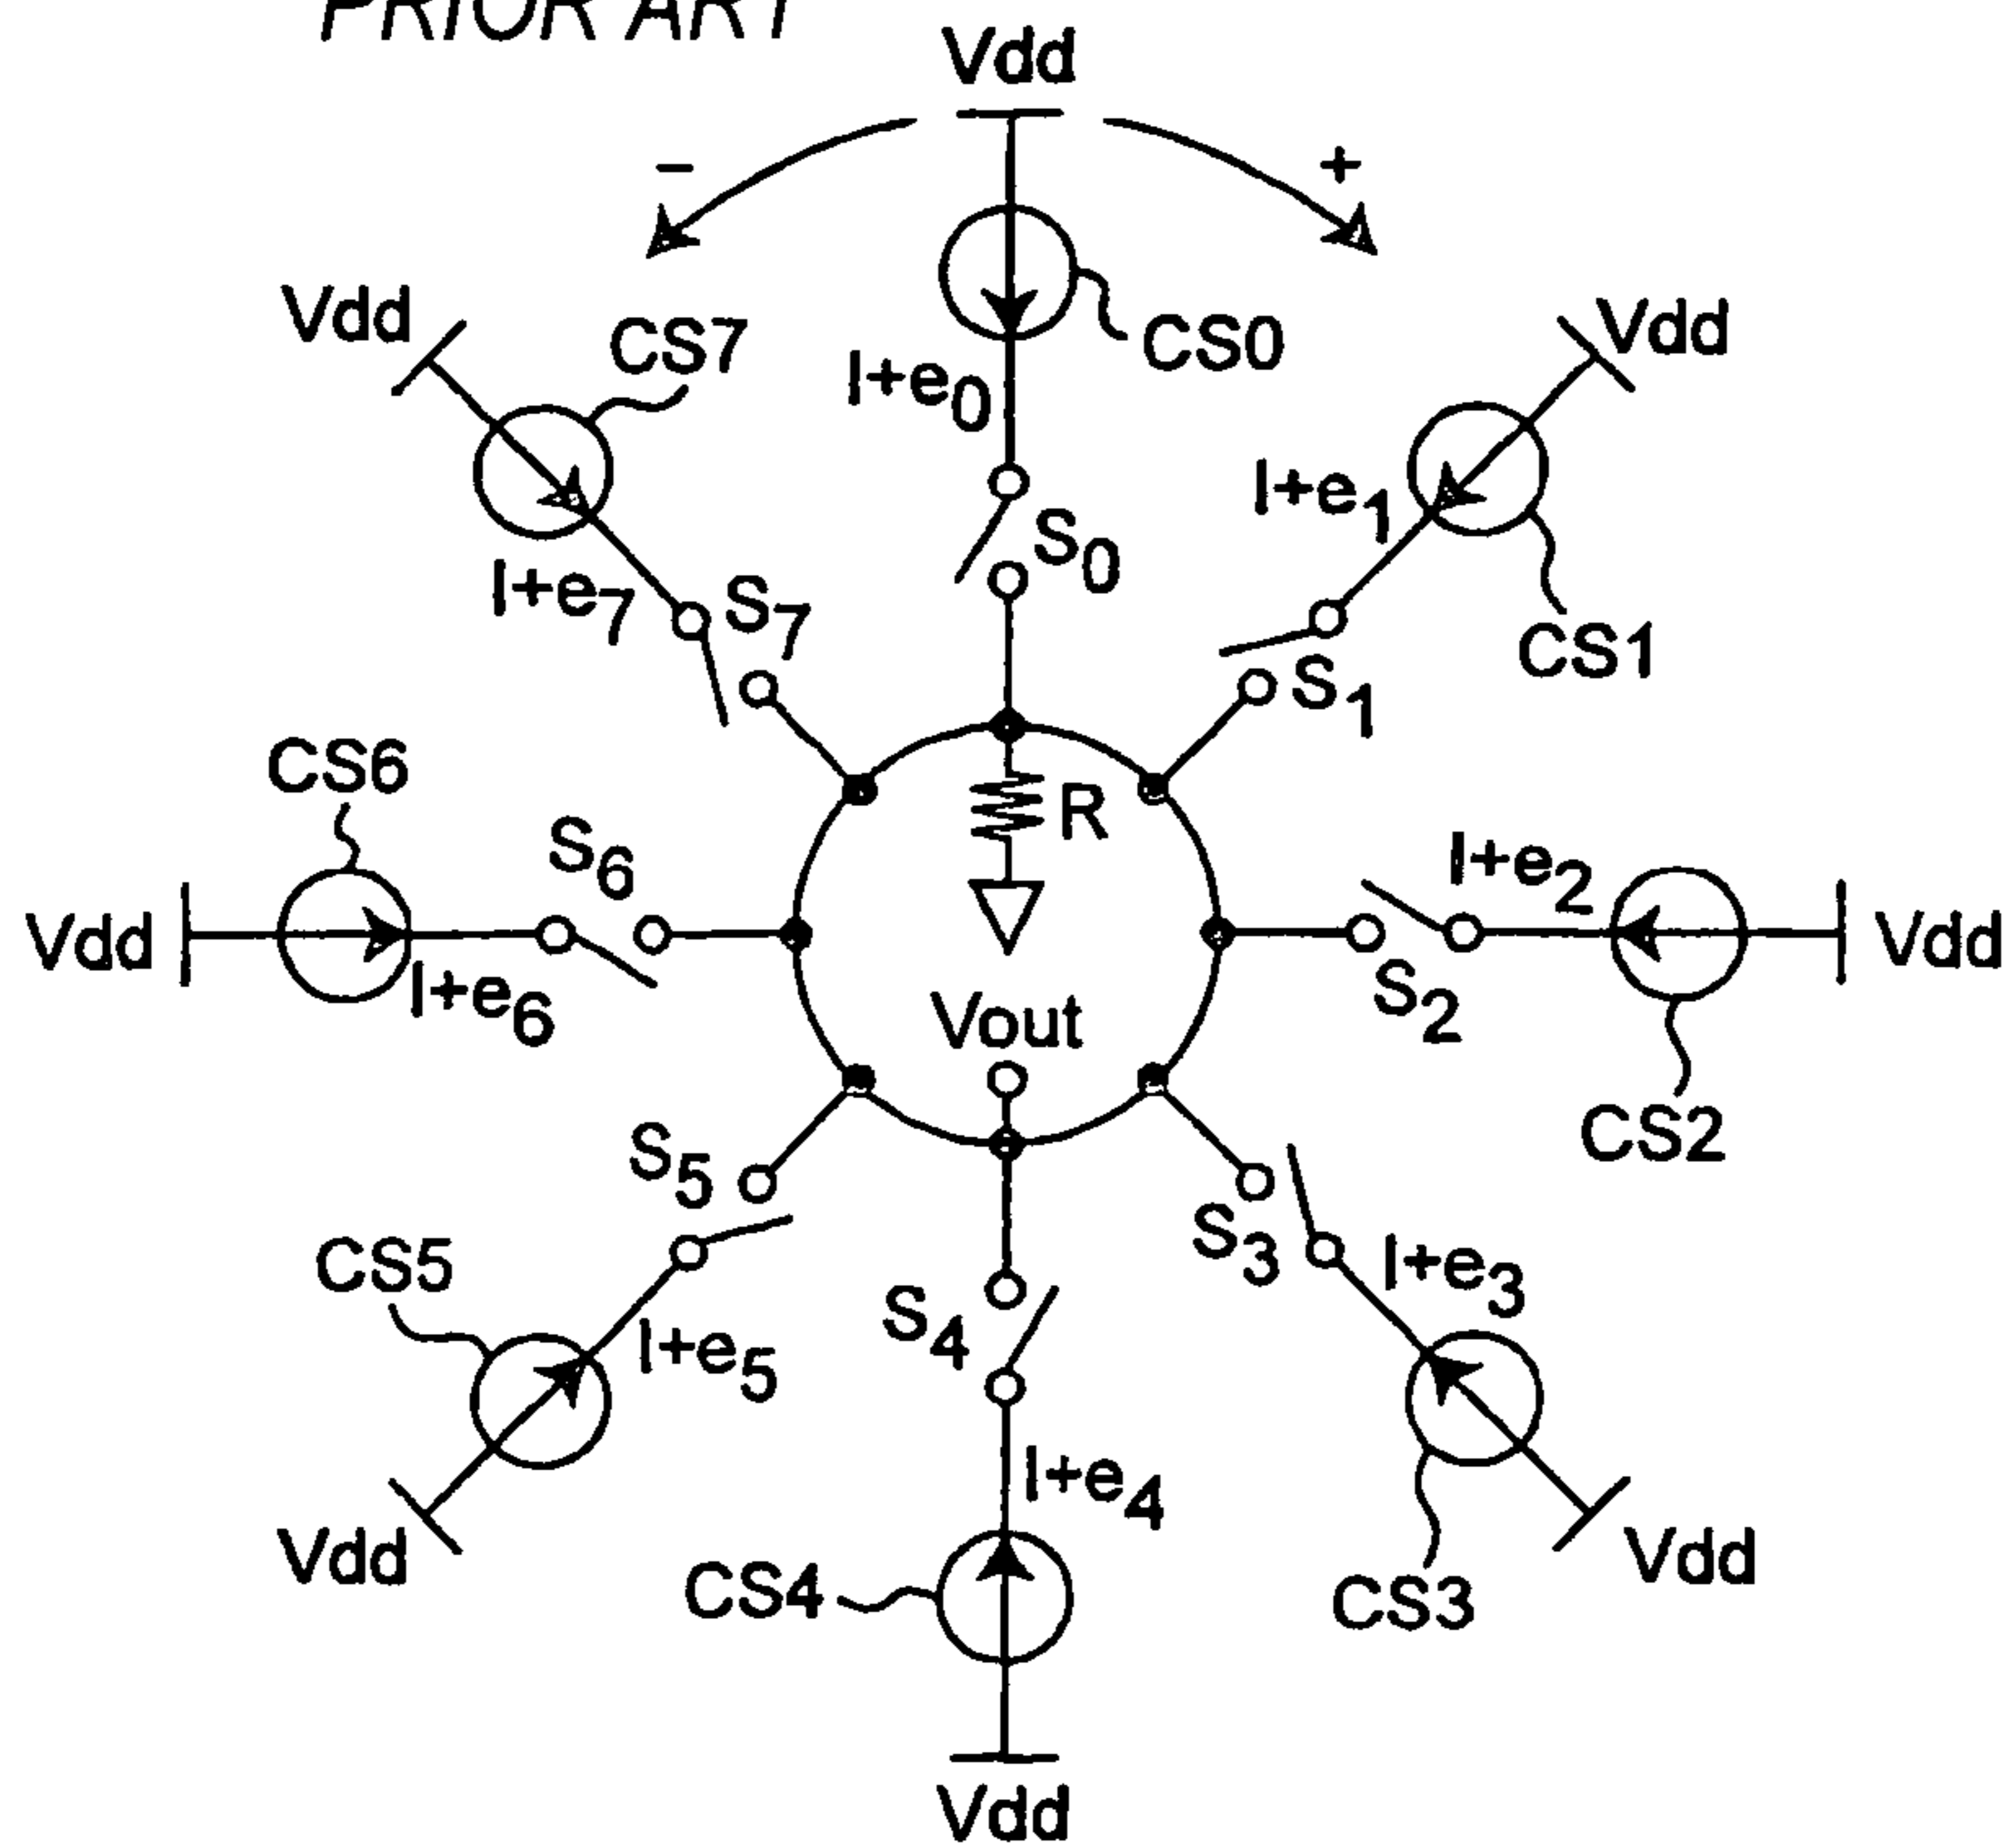 PRIOR ART
Vdd
− +
Vdd
CS7
CS0
Vdd
I+e0
I+e1
S0
I+e7
S7
CS1
S1
CS6
R
S6
I+e2
Vdd
Vdd
I+e6
S2
Vout
CS2
S5
S3
CS5
I+e3
S4
I+e5
I+e4
Vdd
CS4
Vdd
CS3
Vdd